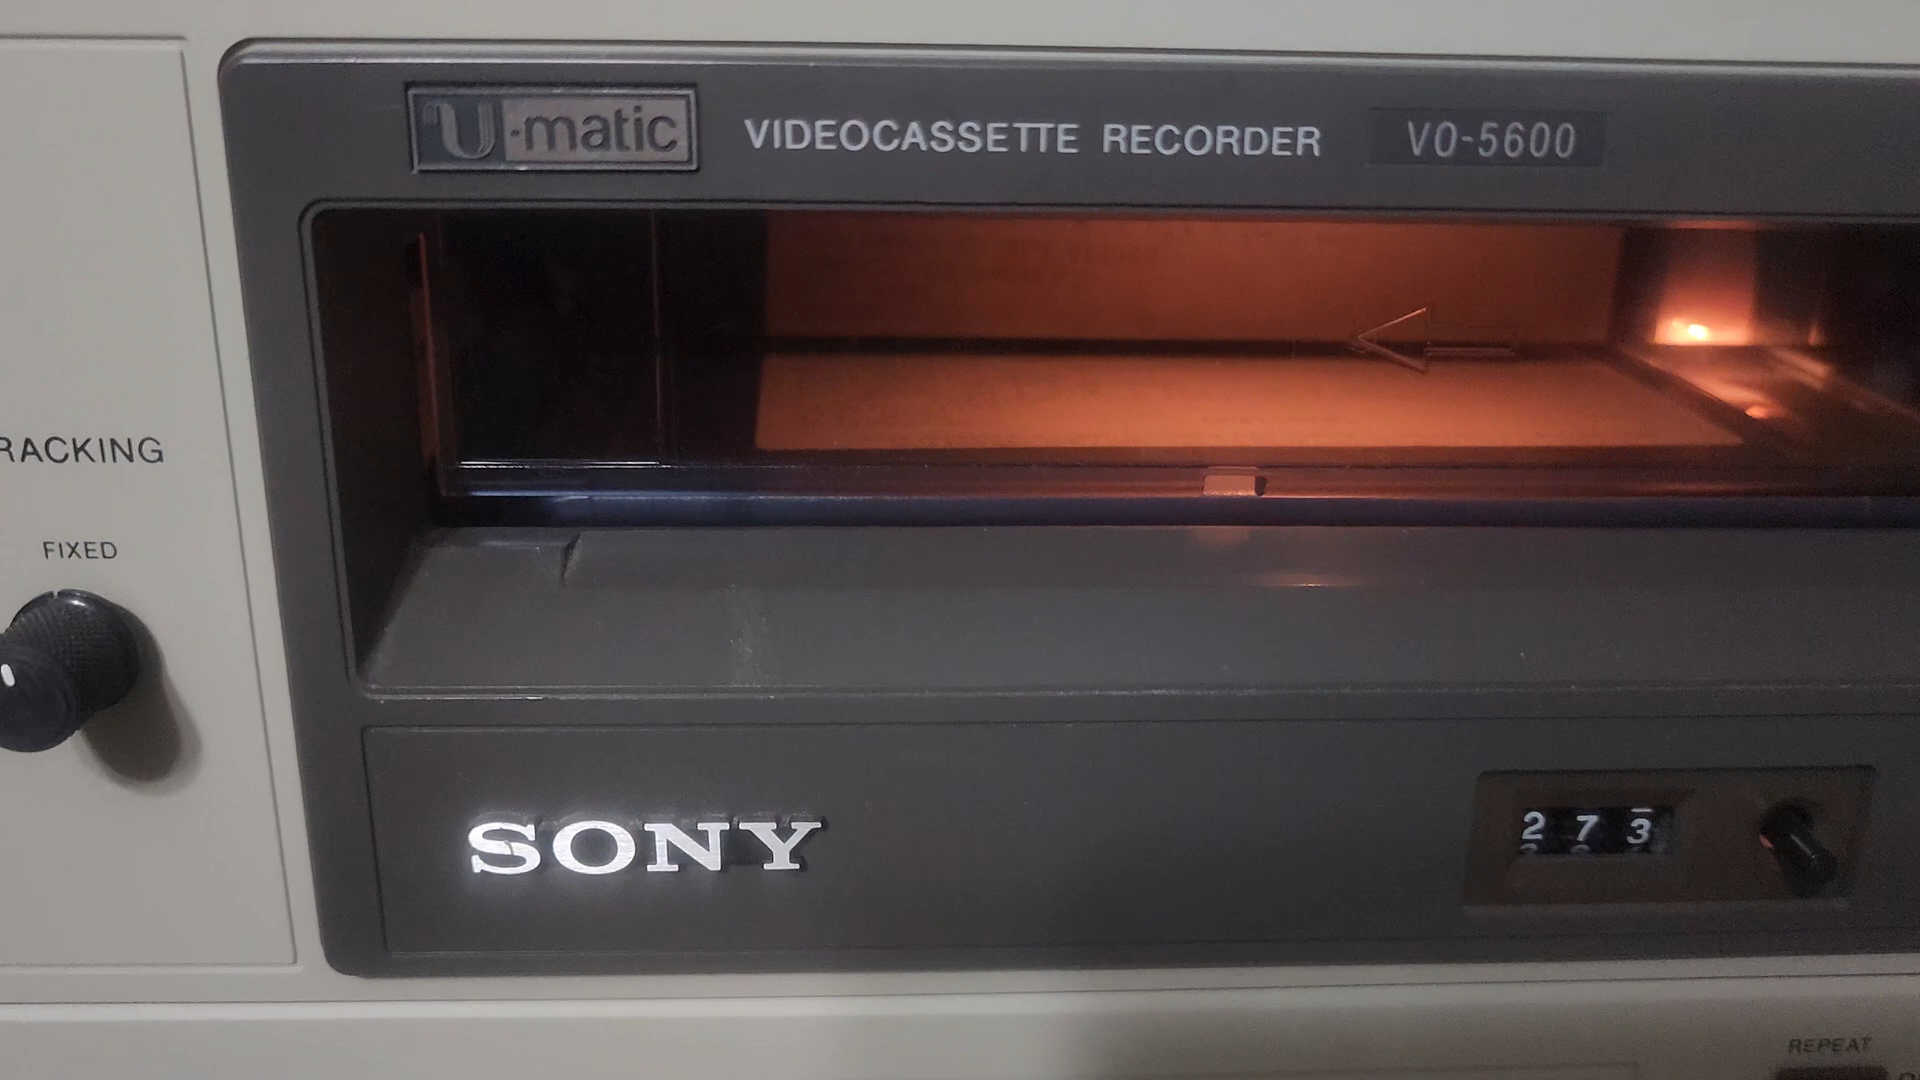 U-matic VIDEOCASSETTE RECORDER VO-5600
RACKING
FIXED
SONY
2 7 3
REPEAT